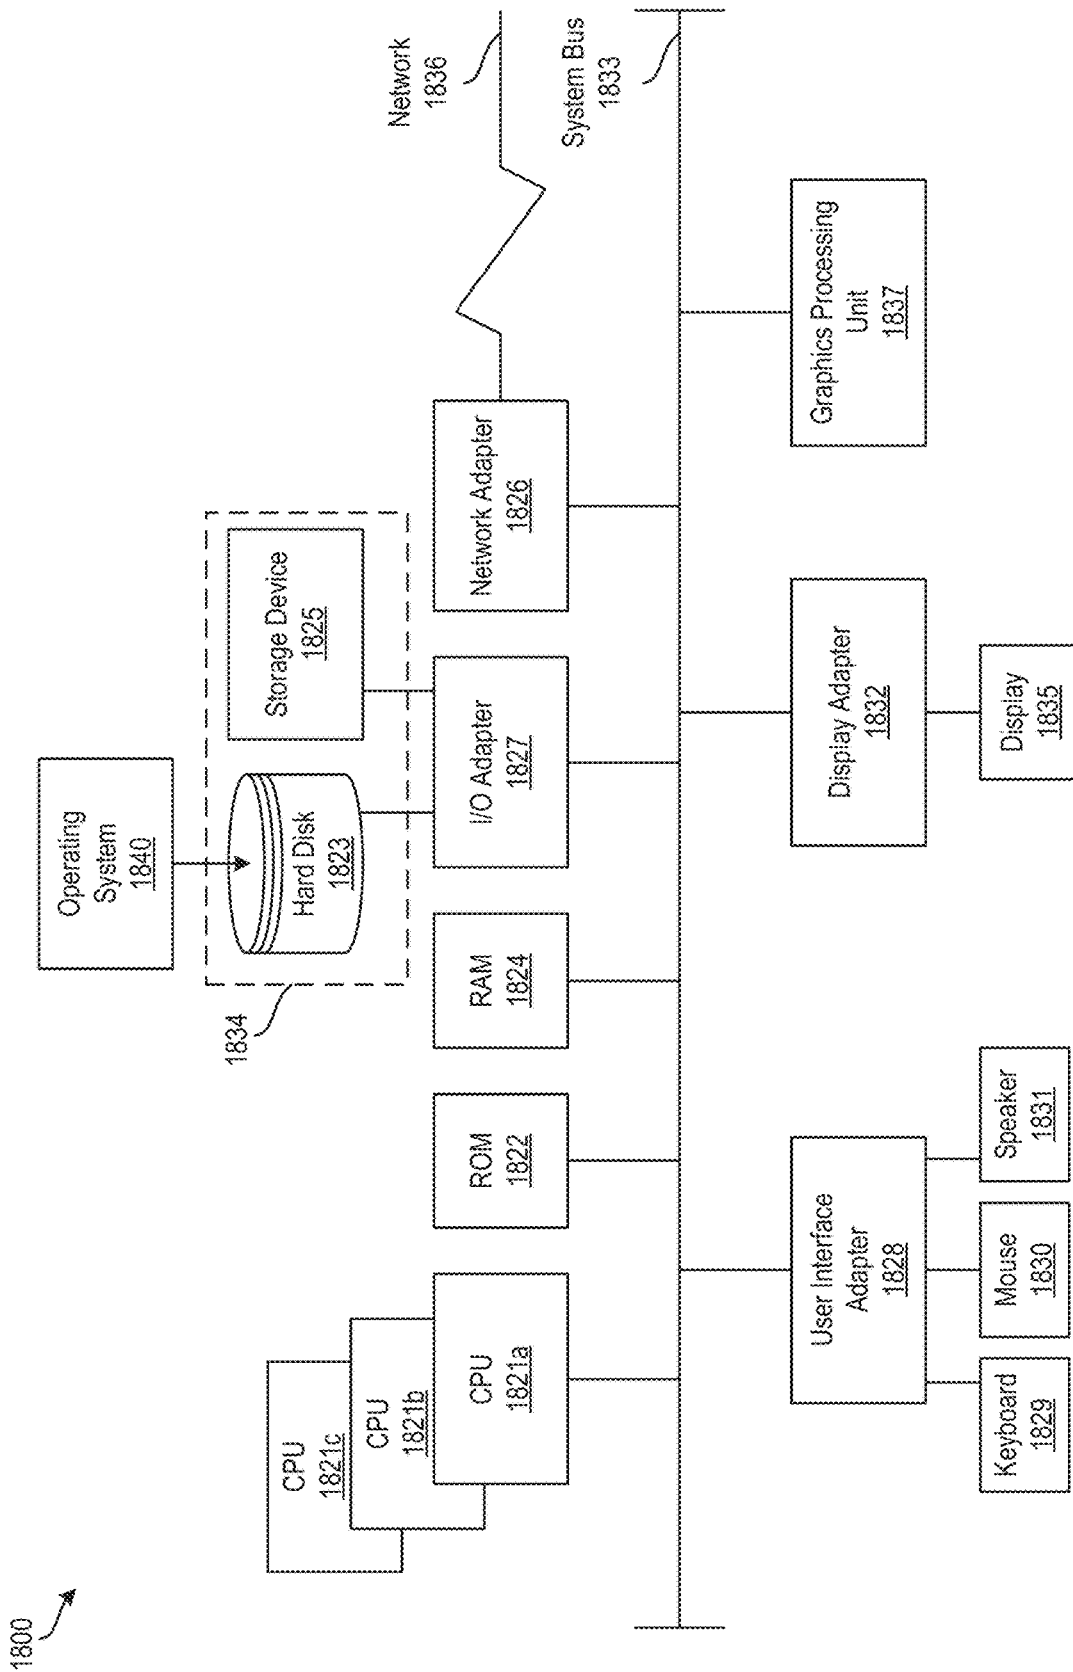 1800
CPU
1821c
CPU
1821b
CPU
1821a
ROM
1822
RAM
1824
1834
Operating
System
1840
Hard Disk
1823
Storage Device
1825
I/O Adapter
1827
Network Adapter
1826
Network
1836
System Bus
1833
User Interface
Adapter
1828
Keyboard
1829
Mouse
1830
Speaker
1831
Display Adapter
1832
Display
1835
Graphics Processing
Unit
1837